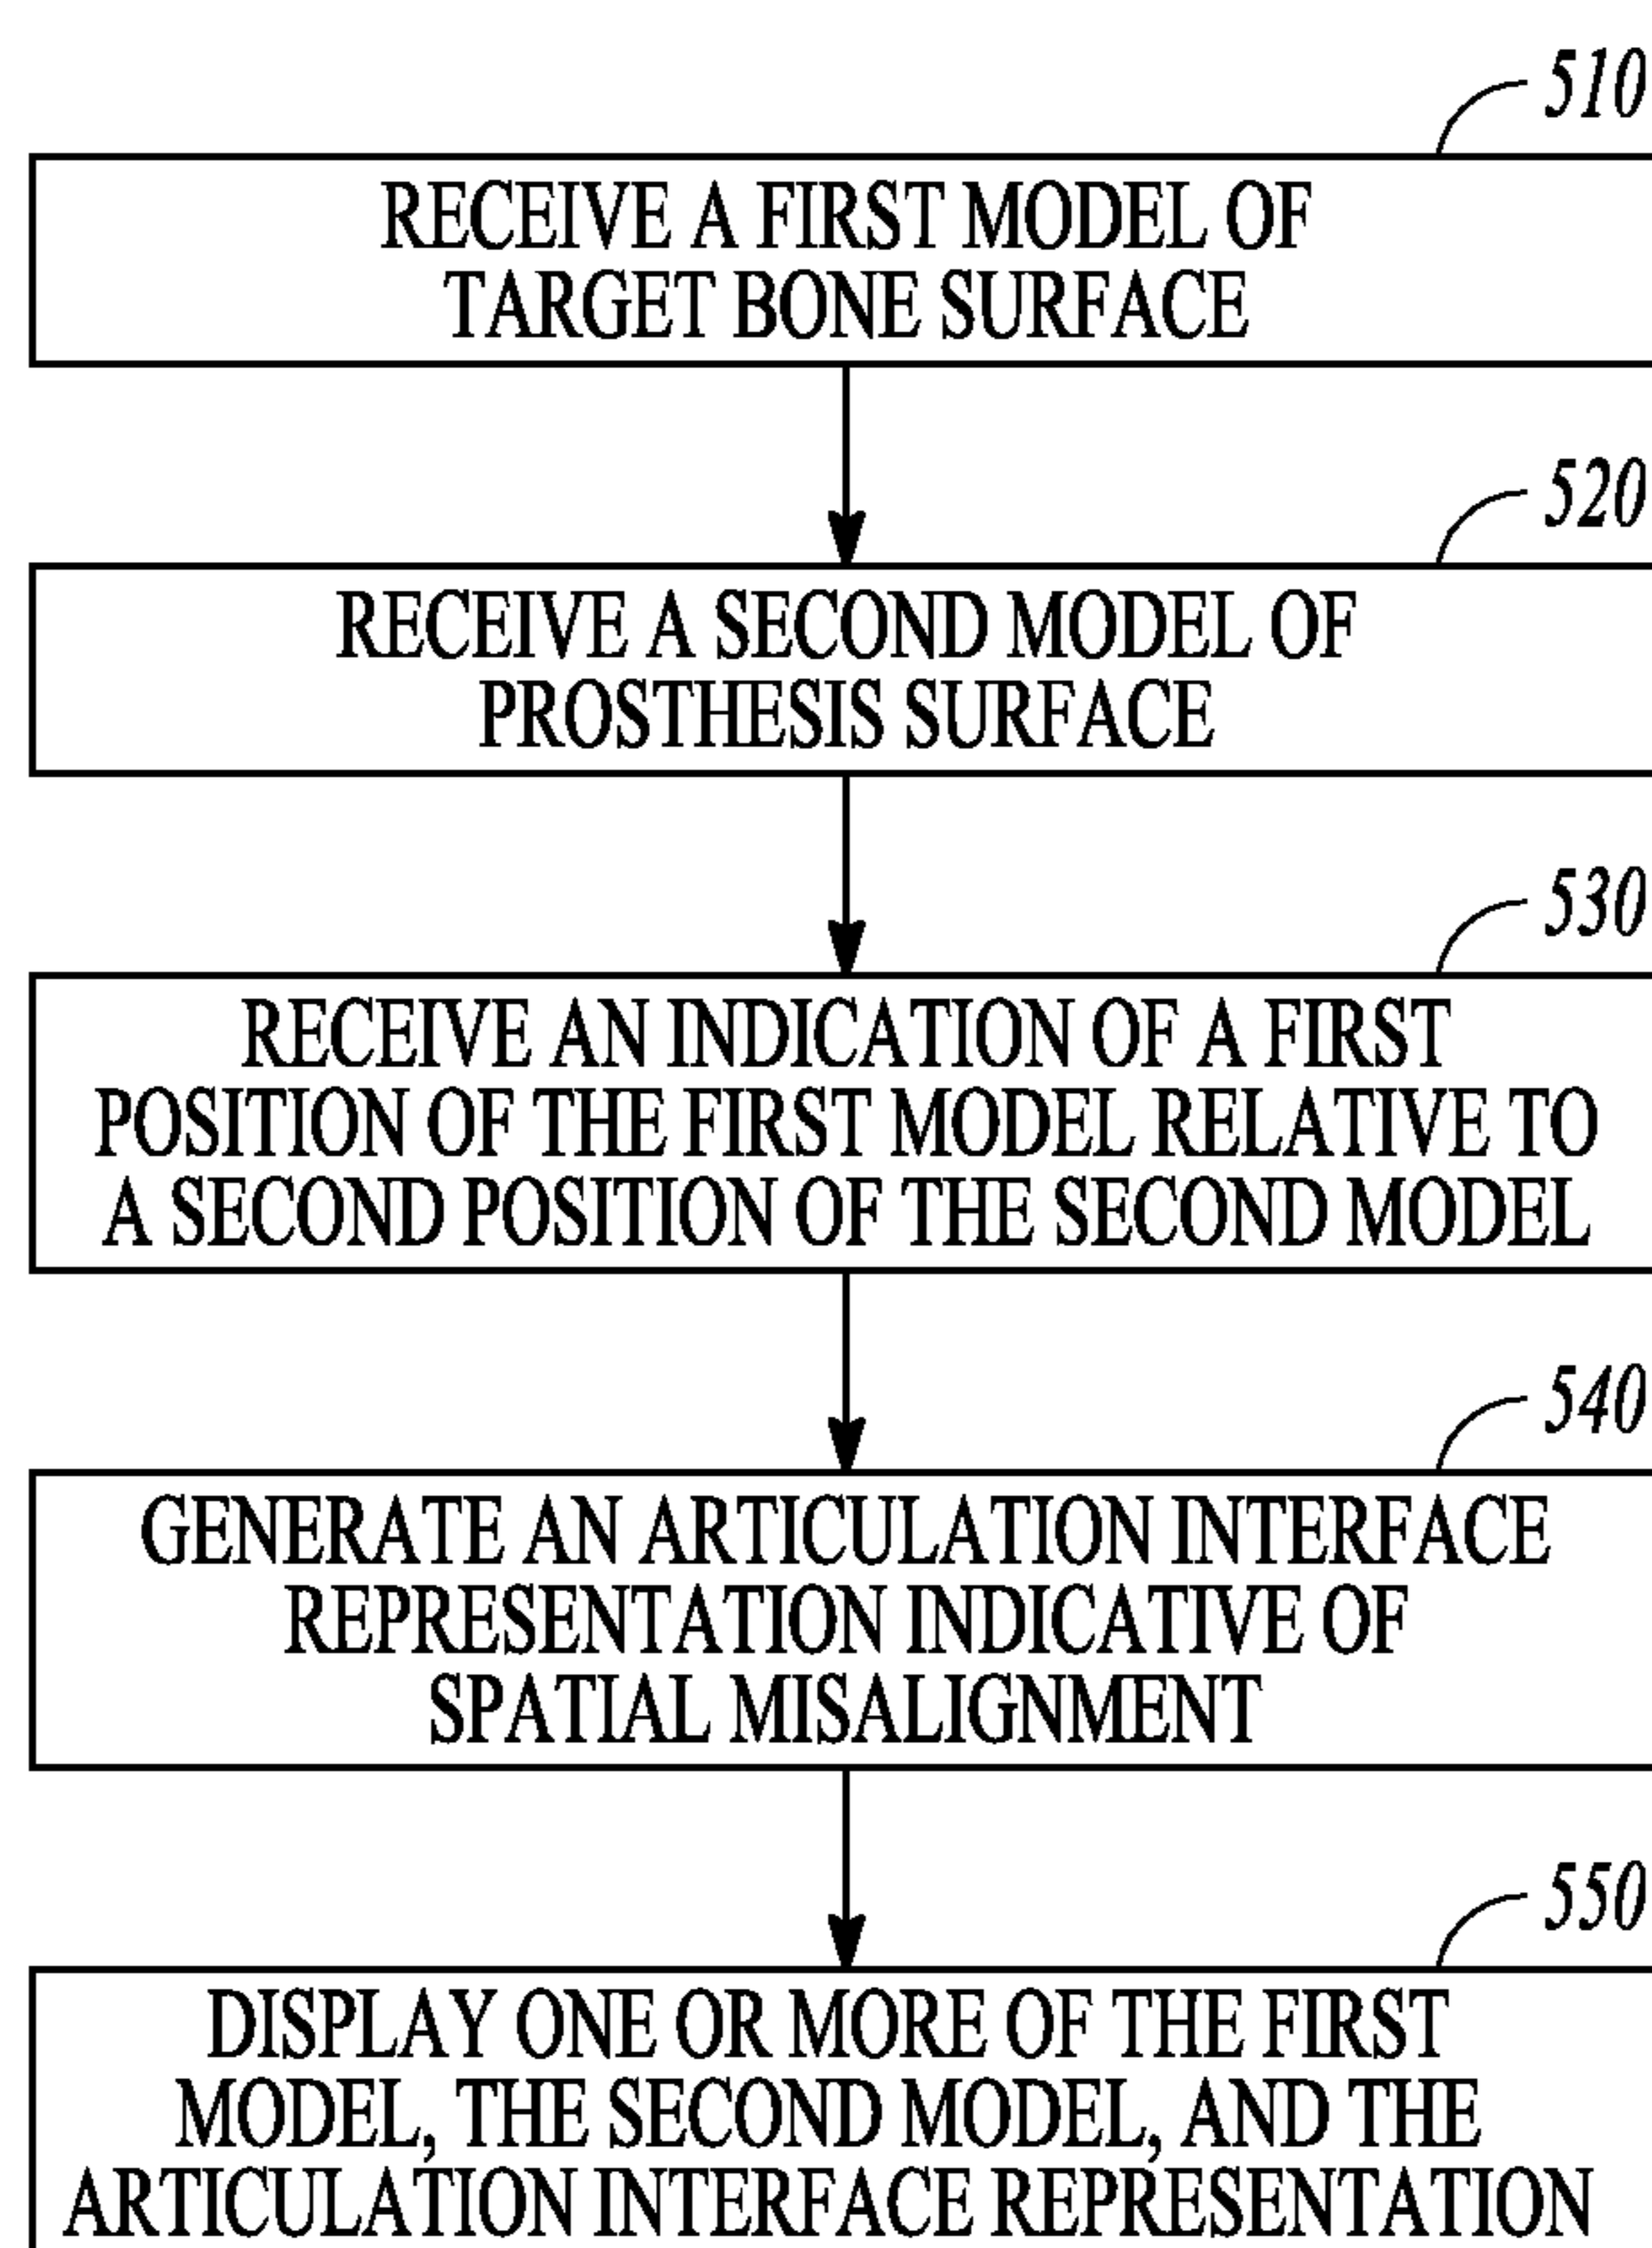 510
RECEIVE A FIRST MODEL OF
TARGET BONE SURFACE
520
RECEIVE A SECOND MODEL OF
PROSTHESIS SURFACE
530
RECEIVE AN INDICATION OF A FIRST
POSITION OF THE FIRST MODEL RELATIVE TO
A SECOND POSITION OF THE SECOND MODEL
540
GENERATE AN ARTICULATION INTERFACE
REPRESENTATION INDICATIVE OF
SPATIAL MISALIGNMENT
550
DISPLAY ONE OR MORE OF THE FIRST
MODEL, THE SECOND MODEL, AND THE
ARTICULATION INTERFACE REPRESENTATION